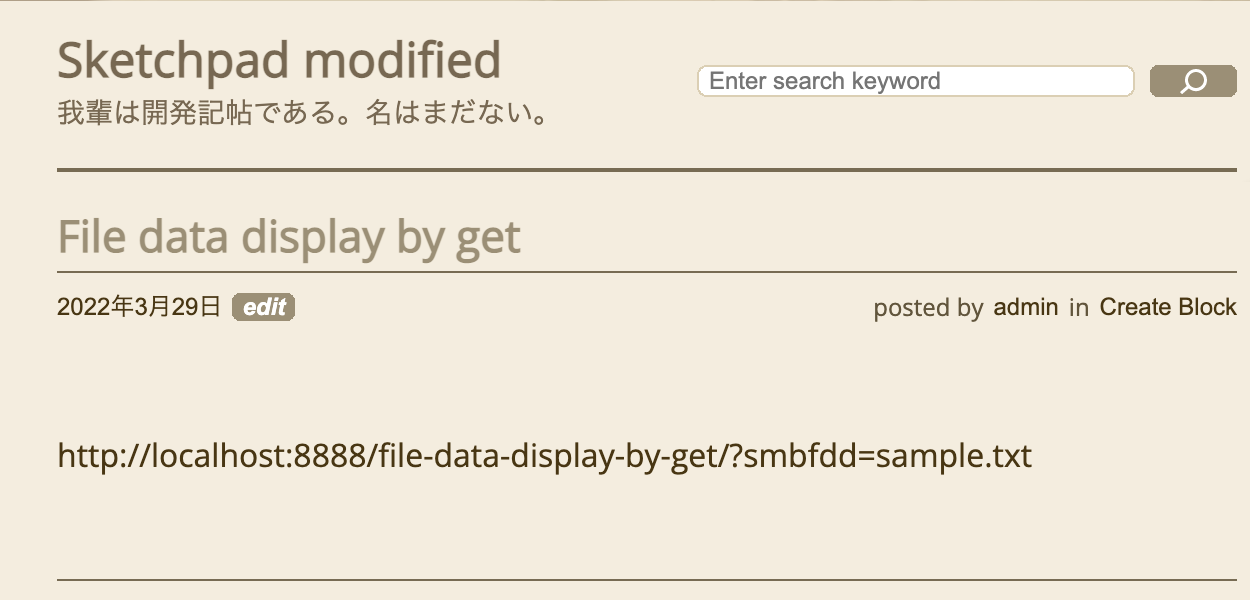 Sketchpad modified
我輩は開発記帖である。名はまだない。
Enter search keyword
File data display by get
2022年3月29日 edit
posted by admin in Create Block
http://localhost:8888/file-data-display-by-get/?smbfdd=sample.txt